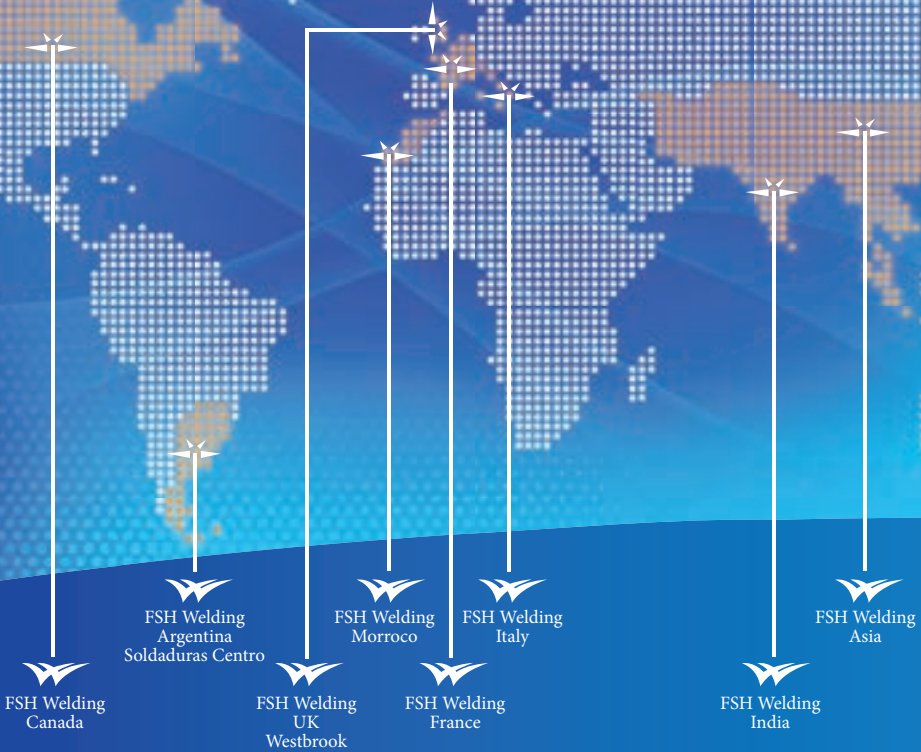 FSH Welding
Argentina
Soldaduras Centro
FSH Welding
Morroco
FSH Welding
Italy
FSH Welding
Asia
FSH Welding
Canada
FSH Welding
UK
Westbrook
FSH Welding
France
FSH Welding
India